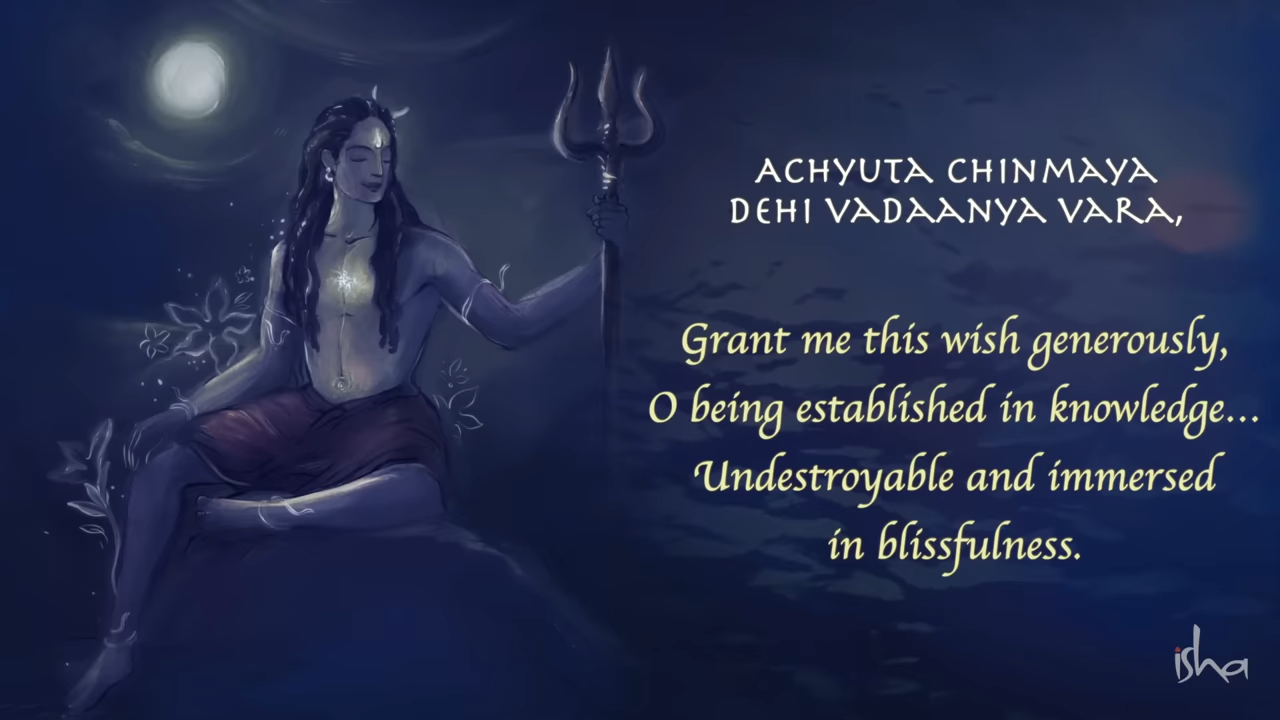 ACHYUTA CHINMAYA
DEHI VADAANYA VARA,
Grant me this wish generously,
O being established in knowledge...
Undestroyable and immersed
in blissfulness.
isha